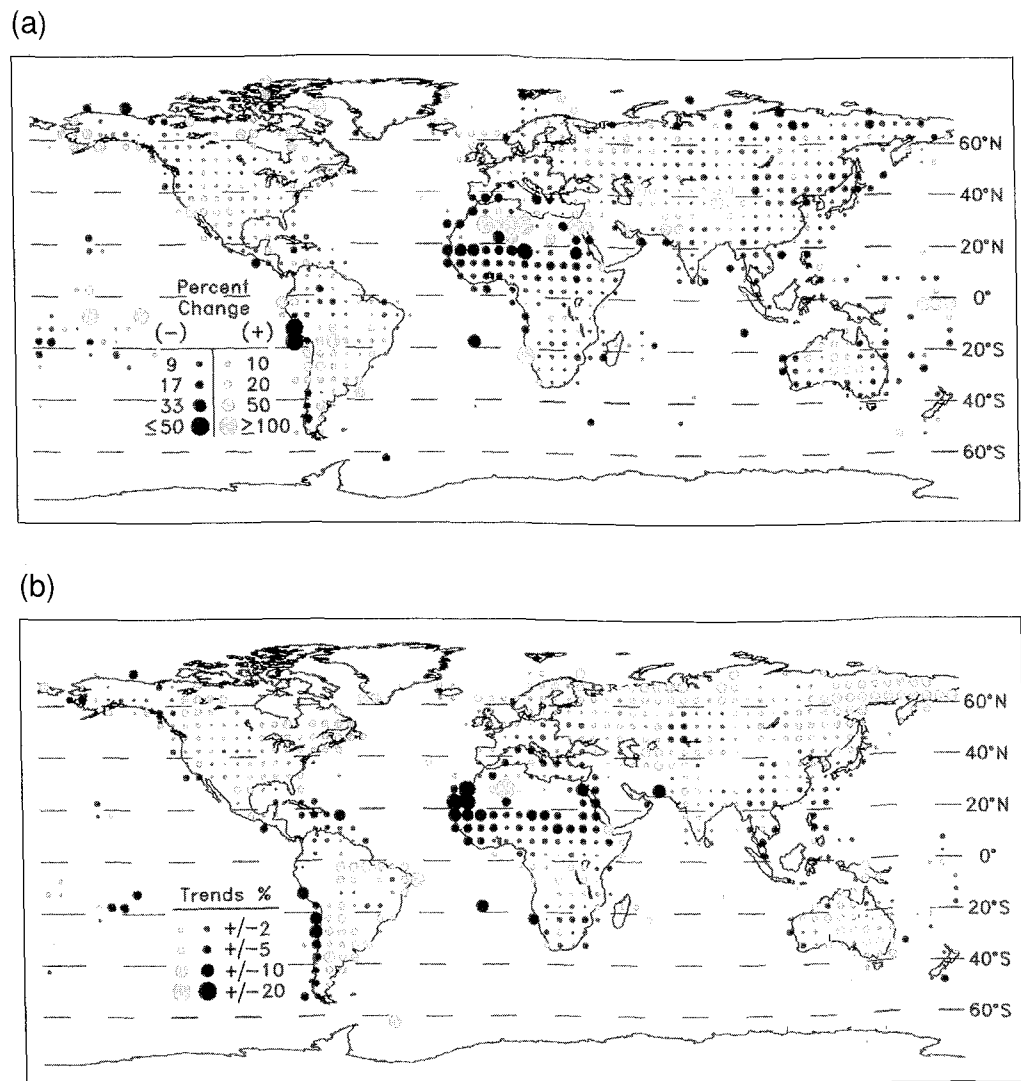 (a)
60°N
40°N
20°N
0°
20°S
40°S
60°S
Percent
Change
(-) (+)
9 10
17 20
33 50
≤50 ≥100
(b)
60°N
40°N
20°N
0°
20°S
40°S
60°S
Trends %
+/-2
+/-5
+/-10
+/-20